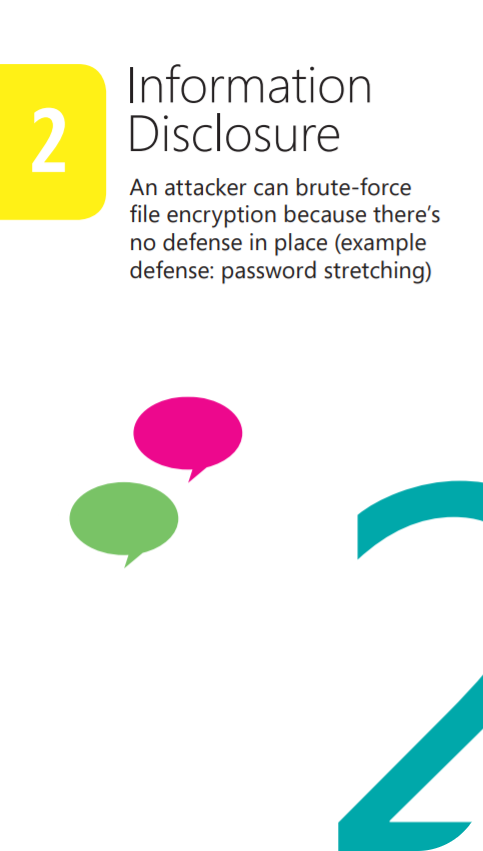 2
Information
Disclosure
An attacker can brute-force
file encryption because there's
no defense in place (example
defense: password stretching)
2